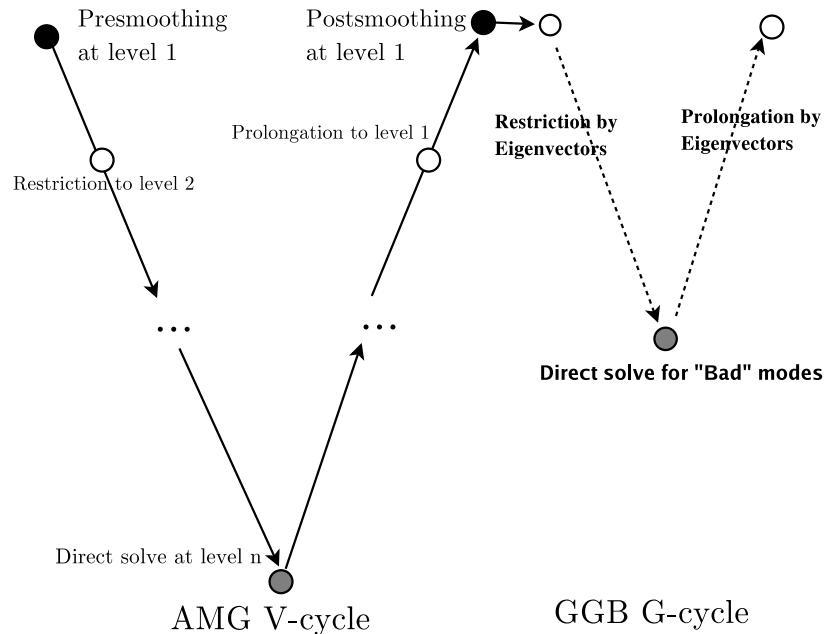 Presmoothing
at level 1
Postsmoothing
at level 1
Prolongation to level 1
Restriction to level 2
Restriction by
Eigenvectors
Prolongation by
Eigenvectors
...
...
Direct solve for "Bad" modes
Direct solve at level n
AMG V-cycle
GGB G-cycle